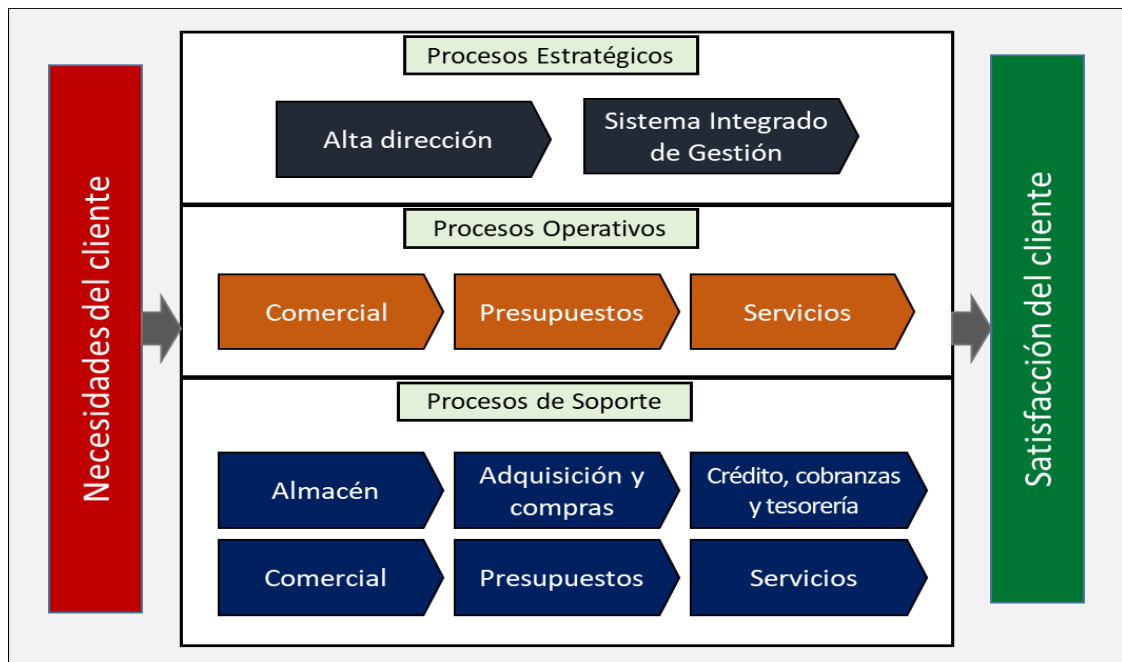 Necesidades del cliente
Procesos Estratégicos
Alta dirección
Sistema Integrado
de Gestión
Procesos Operativos
Comercial
Presupuestos
Servicios
Procesos de Soporte
Almacén
Adquisición y
compras
Crédito, cobranzas
y tesorería
Comercial
Presupuestos
Servicios
Satisfacción del cliente